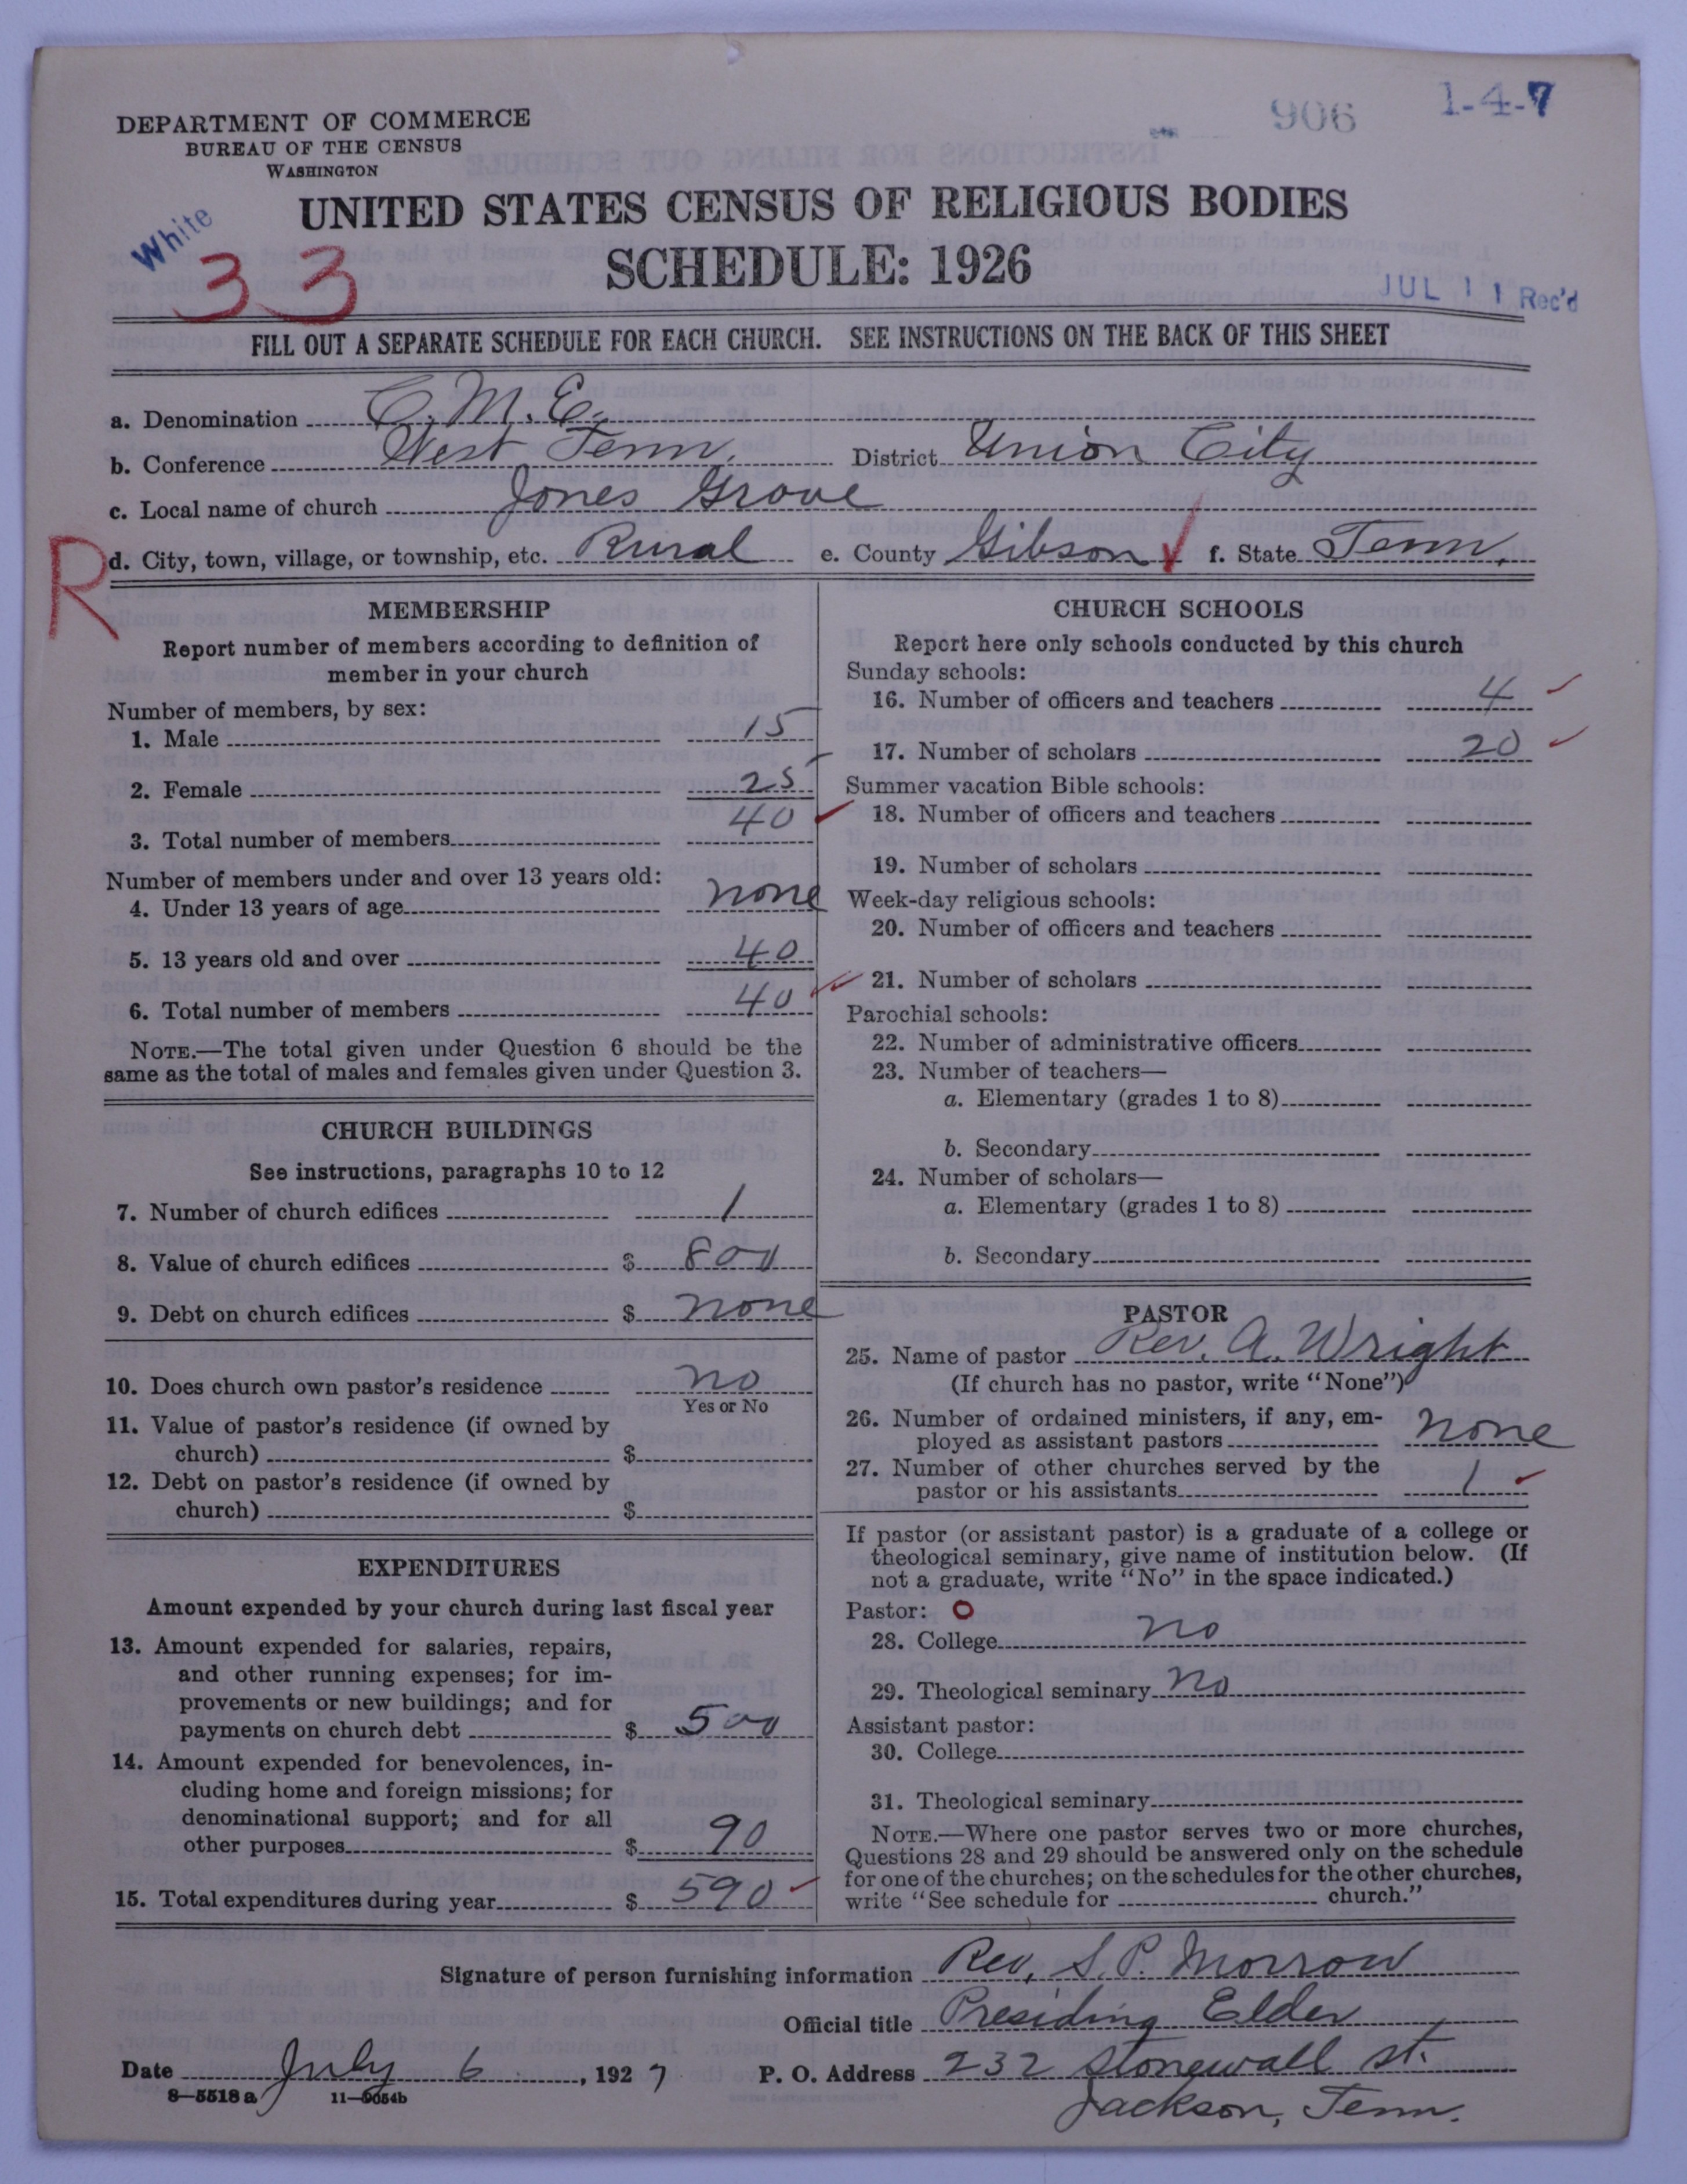 906
1-4-7
DEPARTMENT OF COMMERCE
BUREAU OF THE CENSUS
WASHINGTON
UNITED STATES CENSUS OF RELIGIOUS BODIES
White
33
SCHEDULE: 1926
JUL 11 Rec'd
FILL OUT A SEPARATE SCHEDULE FOR EACH CHURCH. SEE INSTRUCTIONS ON THE BACK OF THIS SHEET
a. Denomination C.M.E.
b. Conference West Tenn. District Union City
c. Local name of church Jones Grove
R
d. City, town, village, or township, etc. Rural e. County Gibson f. State Tenn.
MEMBERSHIP
Report number of members according to definition of
member in your church
Number of members, by sex:
1. Male 15
2. Female 25
3. Total number of members 40
Number of members under and over 13 years old:
4. Under 13 years of age none
5. 13 years old and over 40
6. Total number of members 40
NOTE.—The total given under Question 6 should be the
same as the total of males and females given under Question 3.
CHURCH BUILDINGS
See instructions, paragraphs 10 to 12
7. Number of church edifices 1
8. Value of church edifices $ 800
9. Debt on church edifices $ none
10. Does church own pastor's residence no
Yes or No
11. Value of pastor's residence (if owned by
church) $
12. Debt on pastor's residence (if owned by
church) $
EXPENDITURES
Amount expended by your church during last fiscal year
13. Amount expended for salaries, repairs,
and other running expenses; for im-
provements or new buildings; and for
payments on church debt $ 500
14. Amount expended for benevolences, in-
cluding home and foreign missions; for
denominational support; and for all
other purposes $ 90
15. Total expenditures during year $ 590
CHURCH SCHOOLS
Report here only schools conducted by this church
Sunday schools:
16. Number of officers and teachers 4
17. Number of scholars 20
Summer vacation Bible schools:
18. Number of officers and teachers
19. Number of scholars
Week-day religious schools:
20. Number of officers and teachers
21. Number of scholars
Parochial schools:
22. Number of administrative officers
23. Number of teachers—
a. Elementary (grades 1 to 8)
b. Secondary
24. Number of scholars—
a. Elementary (grades 1 to 8)
b. Secondary
PASTOR
25. Name of pastor Rev. A. Wright
(If church has no pastor, write "None")
26. Number of ordained ministers, if any, em-
ployed as assistant pastors none
27. Number of other churches served by the
pastor or his assistants 1
If pastor (or assistant pastor) is a graduate of a college or
theological seminary, give name of institution below. (If
not a graduate, write "No" in the space indicated.)
Pastor: O
28. College no
29. Theological seminary no
Assistant pastor:
30. College
31. Theological seminary
NOTE.—Where one pastor serves two or more churches,
Questions 28 and 29 should be answered only on the schedule
for one of the churches; on the schedules for the other churches,
write "See schedule for church."
Signature of person furnishing information Rev. S. P. Morrow
Official title Presiding Elder
Date July 6, 1927 P. O. Address 232 Stonewall st.
8—5518 a 11—9054b
Jackson, Tenn.